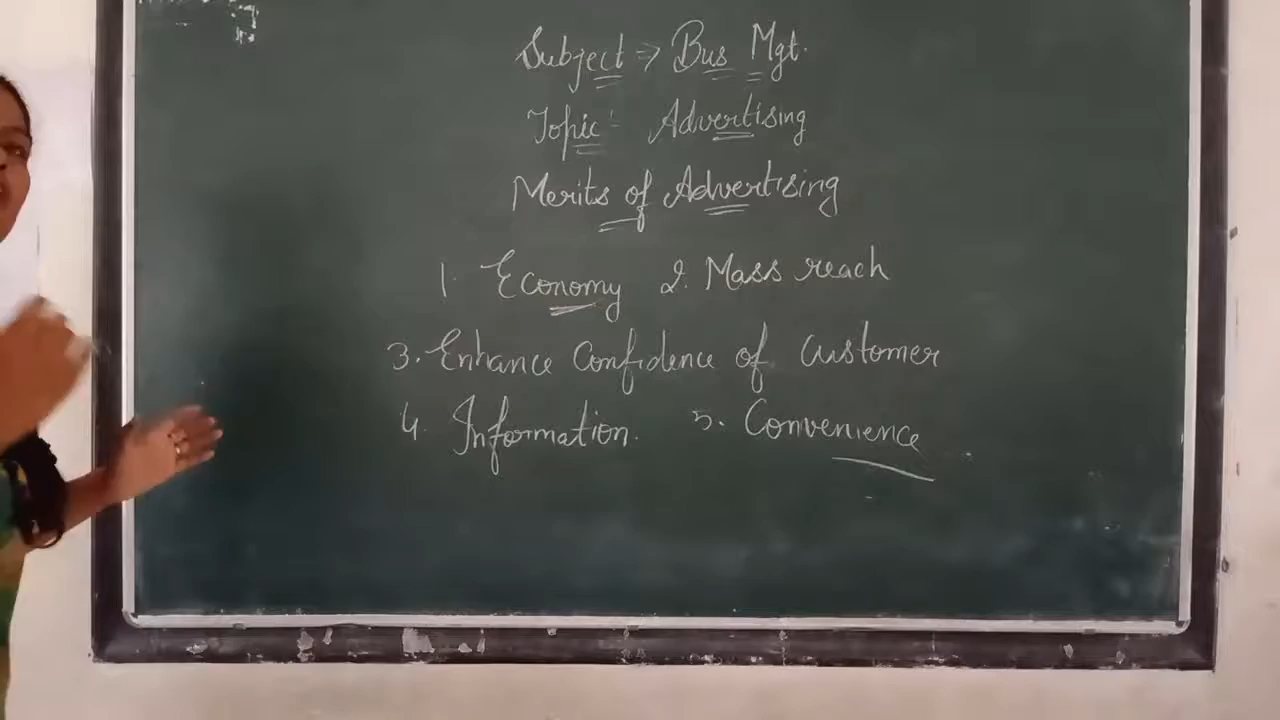 Subject => Bus Mgt.
Topic: Advertising
Merits of Advertising
1. Economy 2. Mass reach
3. Enhance Confidence of Customer
4. Information. 5. Convenience